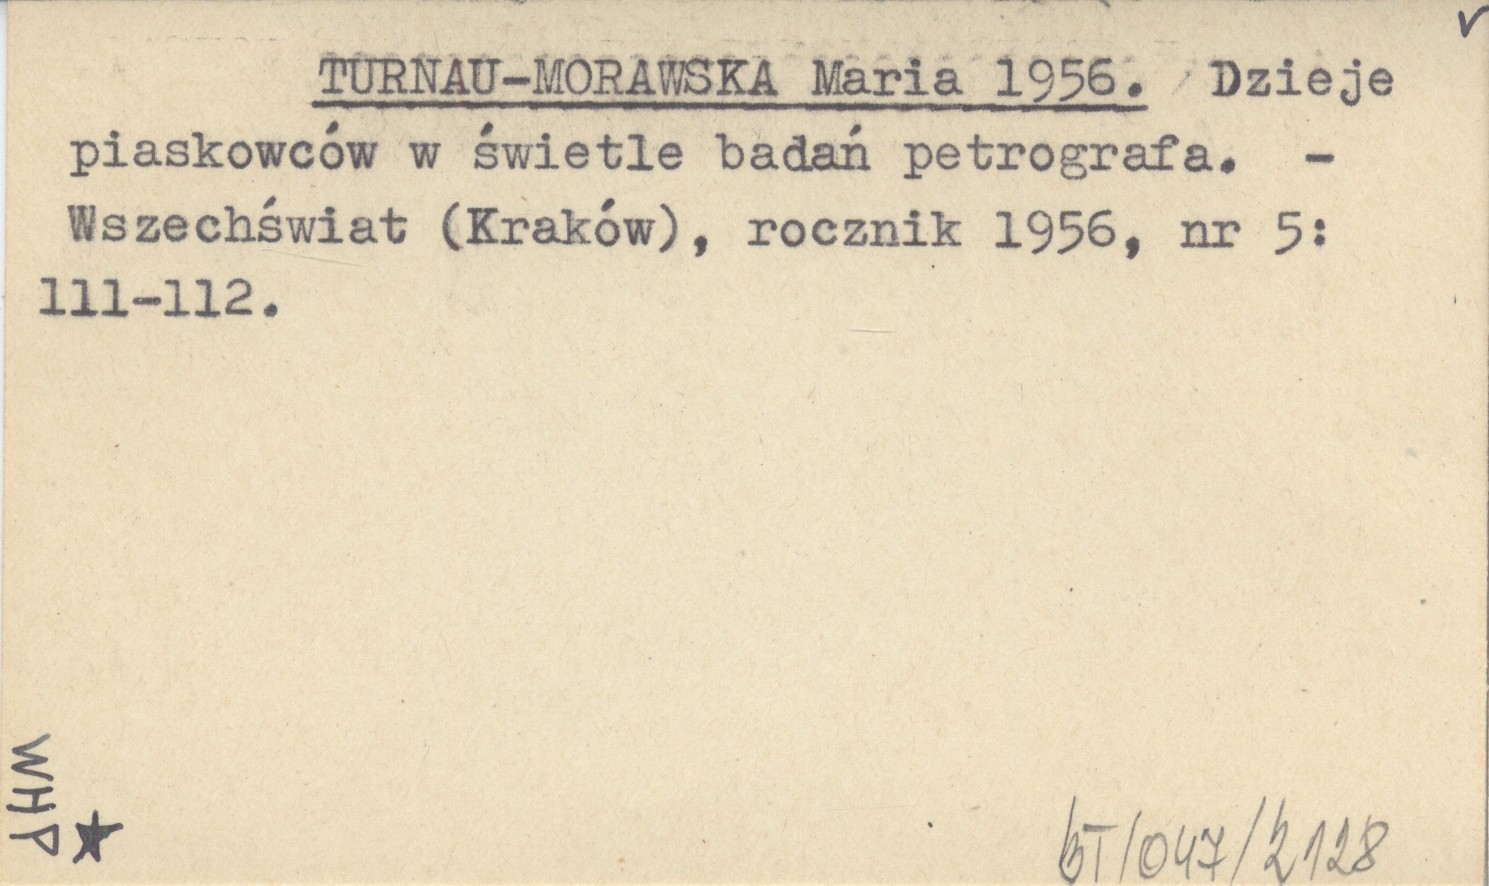 TURNAU-MORAWSKA Maria 1956. Dzieje
piaskowców w świetle badań petrografa. -
Wszechświat (Kraków), rocznik 1956, nr 5:
111-112.
WHP
BT/047/2128